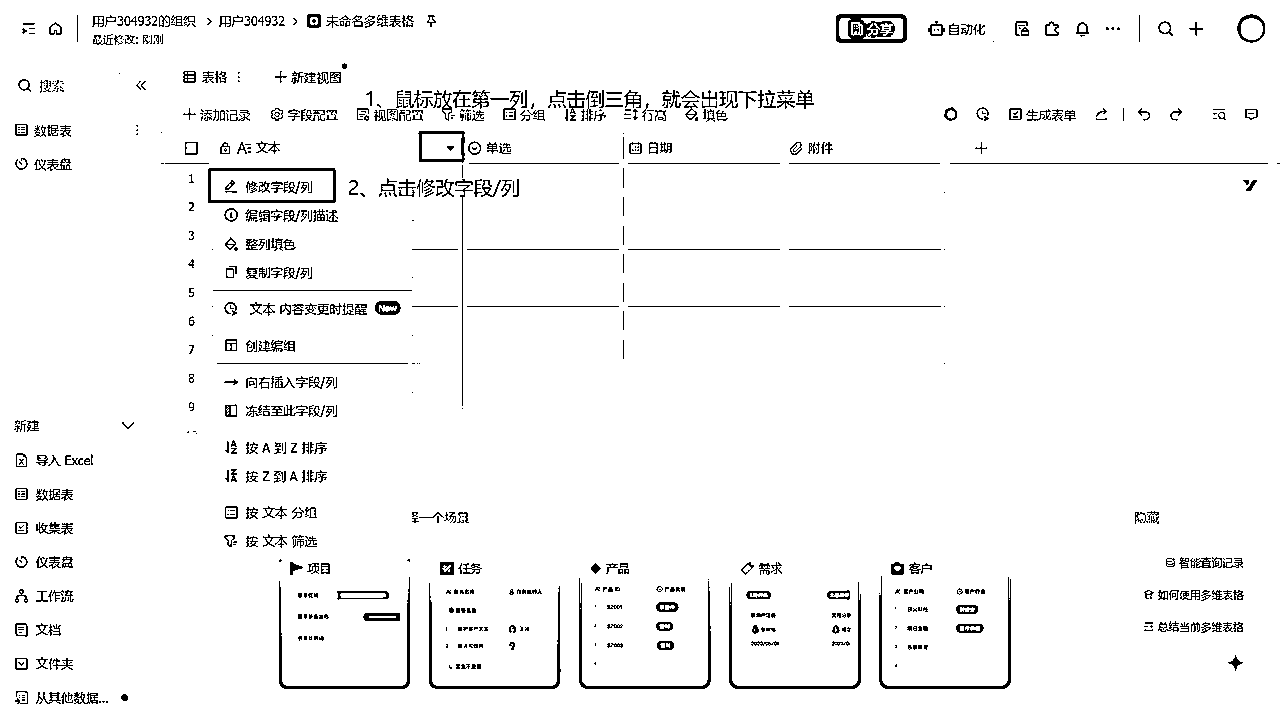 用户304932的组织 > 用户304932 > 未命名多维表格
最近修改: 刚刚
分享
自动化
搜索
数据表
仪表盘
表格
+ 新建视图
1、鼠标放在第一列，点击倒三角，就会出现下拉菜单
+ 添加记录 字段配置 视图配置 筛选 分组 排序 行高 填色
生成表单
文本 单选 日期 附件 +
1
2
3
4
5
6
7
8
9
修改字段/列
2、点击修改字段/列
编辑字段/列描述
整列填色
复制字段/列
文本 内容变更时提醒 New
创建编组
向右插入字段/列
冻结至此字段/列
按 A 到 Z 排序
按 Z 到 A 排序
按 文本 分组
按 文本 筛选
新建
导入 Excel
数据表
收集表
仪表盘
工作流
文档
文件夹
从其他数据...
一个场景
隐藏
项目
任务
产品
产品 ID
1 S2001
2 S2002
3 S2003
4
需求
客户
智能查询记录
如何使用多维表格
总结当前多维表格